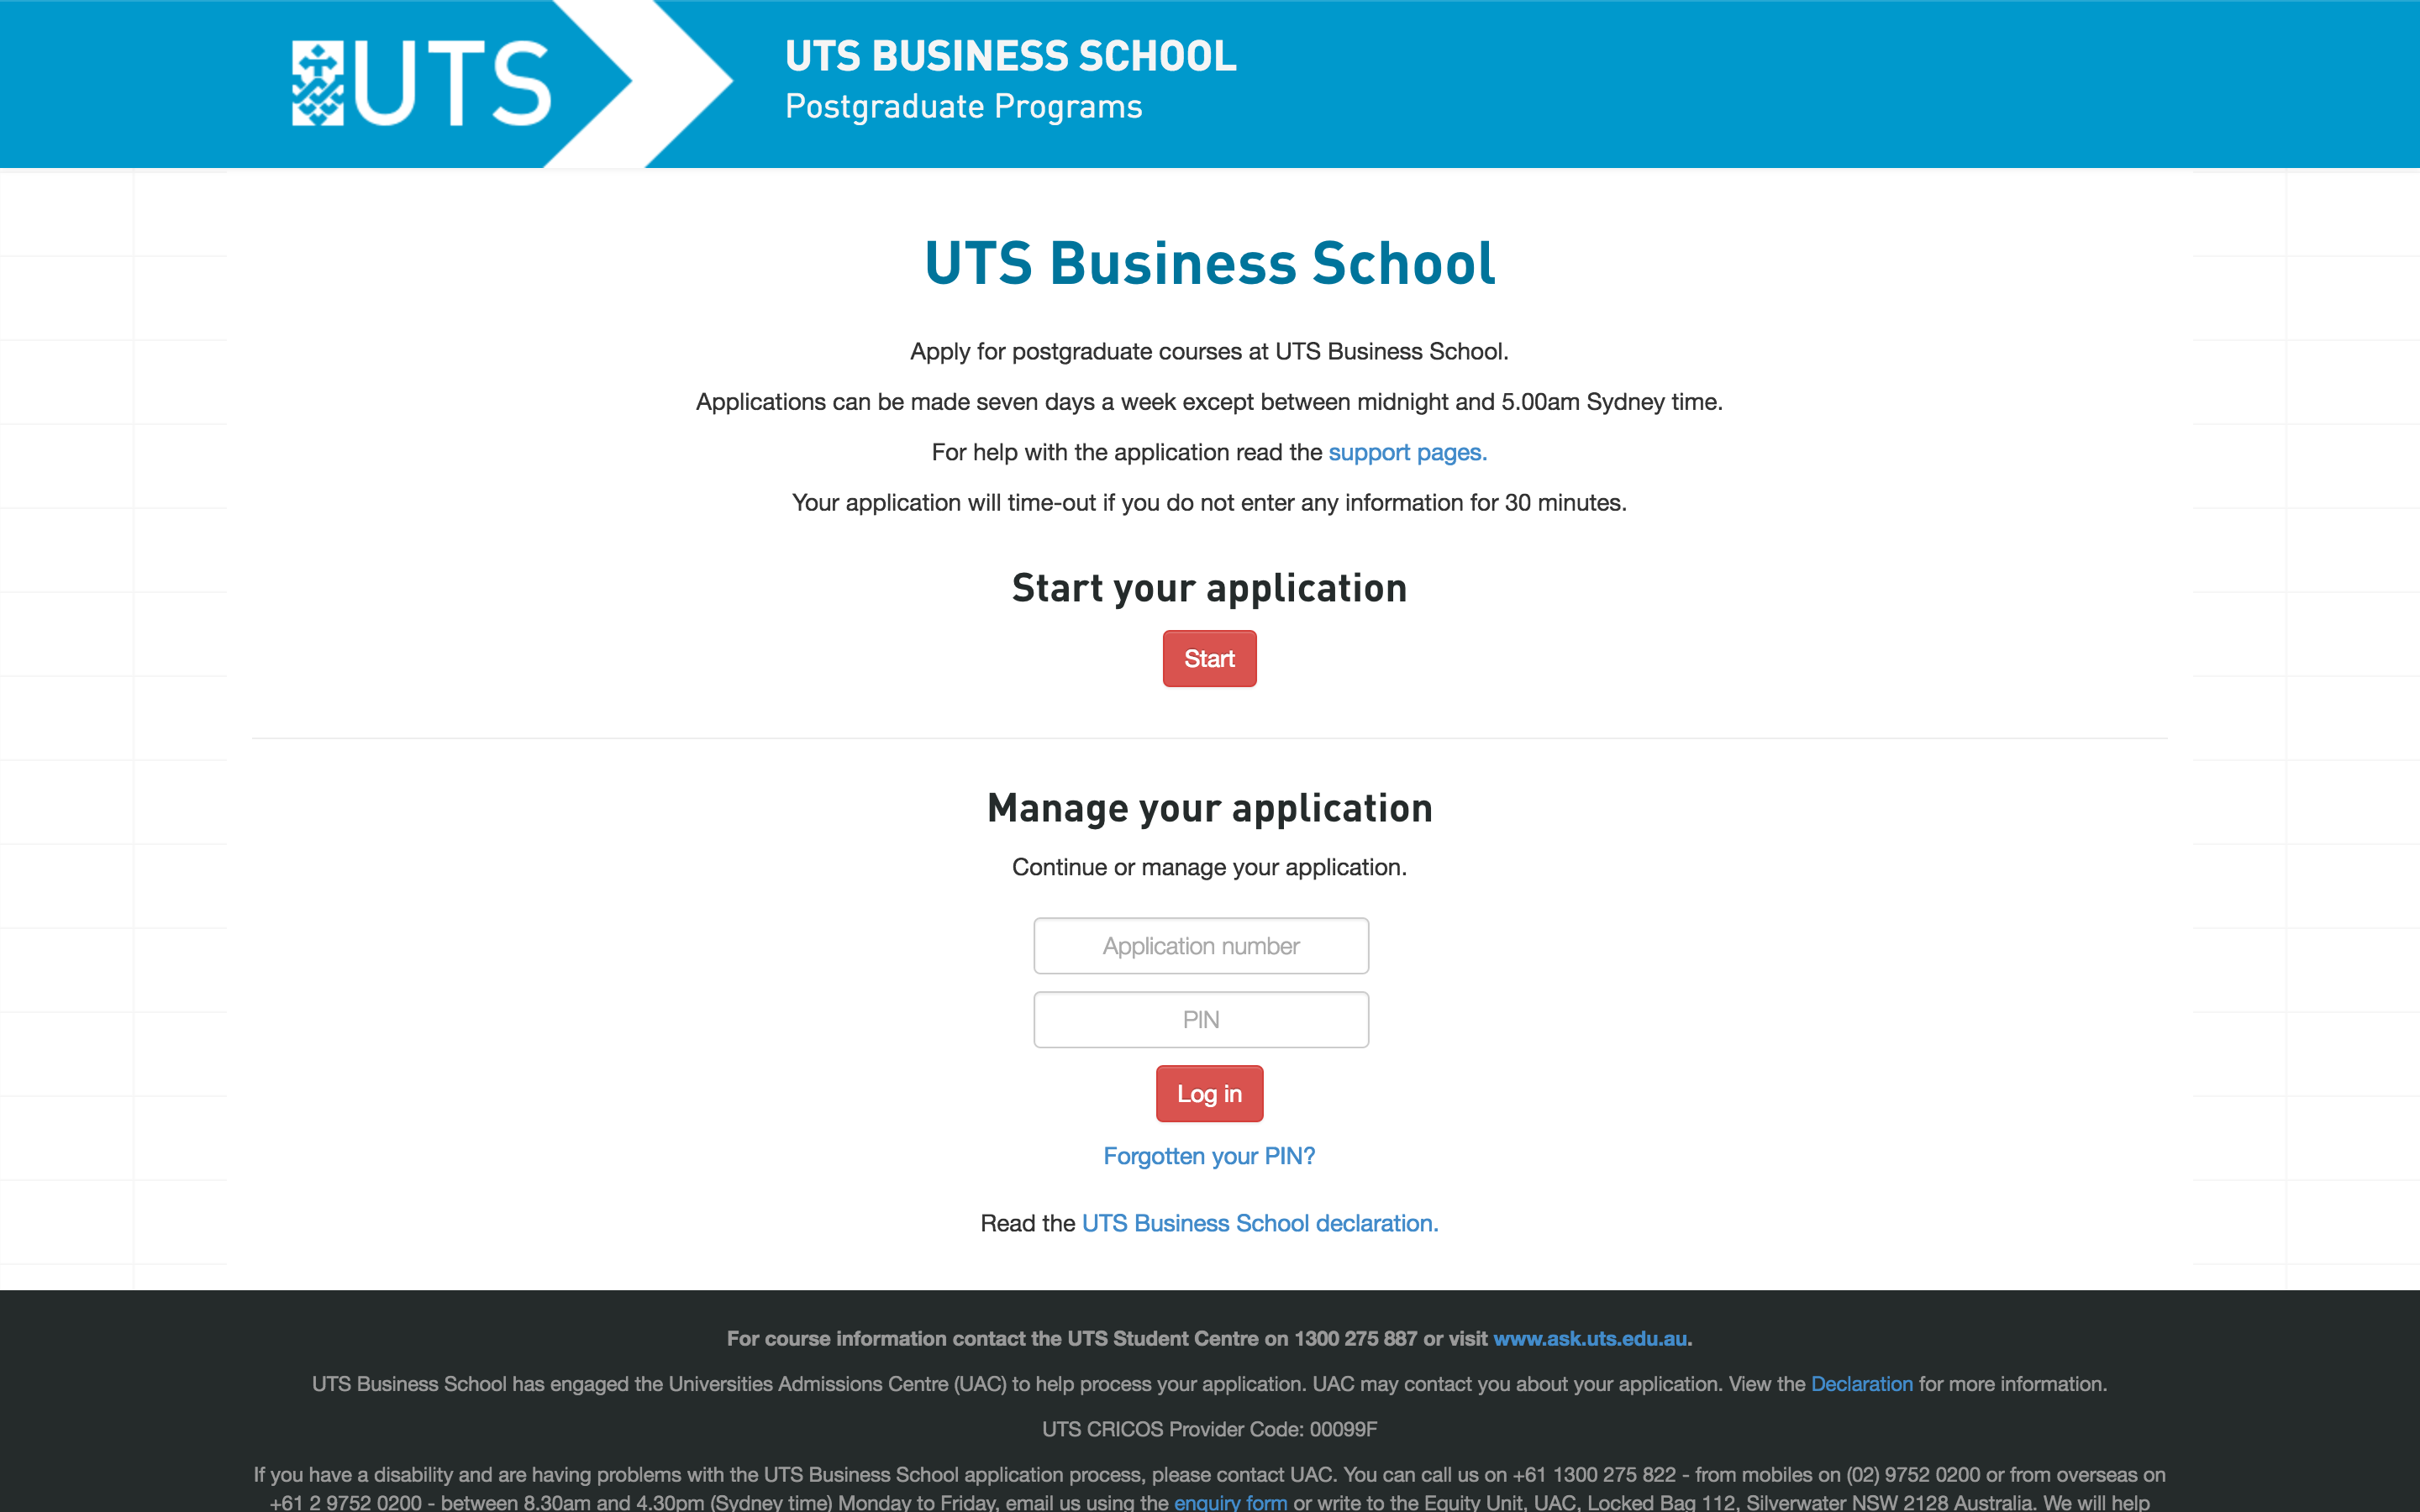 UTS
UTS BUSINESS SCHOOL
Postgraduate Programs
UTS Business School
Apply for postgraduate courses at UTS Business School.
Applications can be made seven days a week except between midnight and 5.00am Sydney time.
For help with the application read the support pages.
Your application will time-out if you do not enter any information for 30 minutes.
Start your application
Start
Manage your application
Continue or manage your application.
Application number
PIN
Log in
Forgotten your PIN?
Read the UTS Business School declaration.
For course information contact the UTS Student Centre on 1300 275 887 or visit www.ask.uts.edu.au.
UTS Business School has engaged the Universities Admissions Centre (UAC) to help process your application. UAC may contact you about your application. View the Declaration for more information.
UTS CRICOS Provider Code: 00099F
If you have a disability and are having problems with the UTS Business School application process, please contact UAC. You can call us on +61 1300 275 822 - from mobiles on (02) 9752 0200 or from overseas on
+61 2 9752 0200 - between 8.30am and 4.30pm (Sydney time) Monday to Friday, email us using the enquiry form or write to the Equity Unit, UAC, Locked Bag 112, Silverwater NSW 2128 Australia. We will help